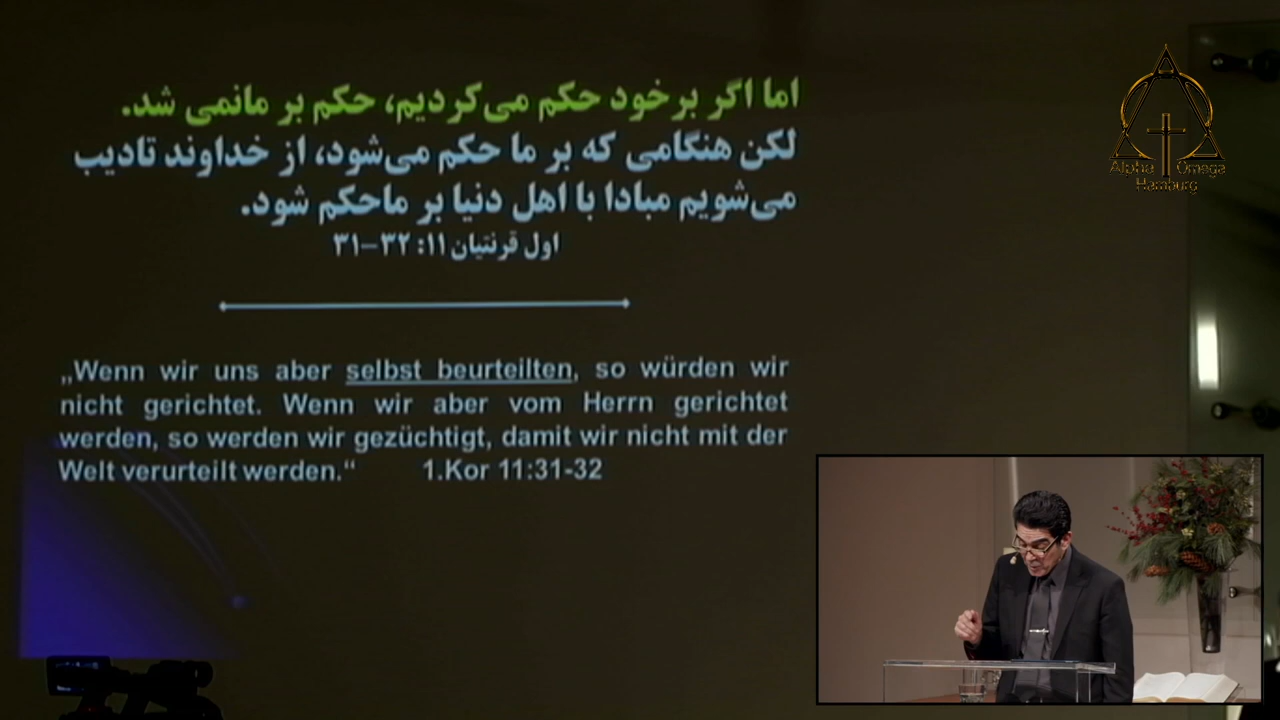 اما اگر برخود حکم می‌کردیم، حکم بر مانمی شد.
لکن هنگامی که بر ما حکم می‌شود، از خداوند تادیب
می‌شویم مبادا با اهل دنیا بر ماحکم شود.
اول قرنتیان ۱۱: ۳۲–۳۱
„Wenn wir uns aber selbst beurteilten, so würden wir
nicht gerichtet. Wenn wir aber vom Herrn gerichtet
werden, so werden wir gezüchtigt, damit wir nicht mit der
Welt verurteilt werden.“ 1.Kor 11:31-32
Alpha Omega
Hamburg